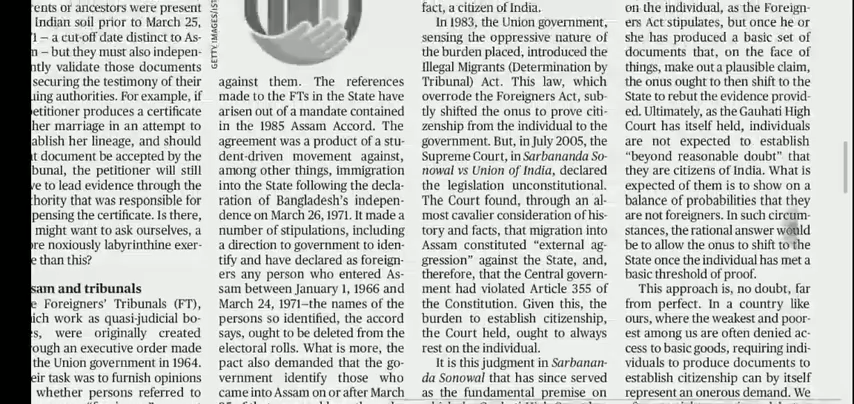 rents or ancestors were present
Indian soil prior to March 25,
1 – a cut-off date distinct to As-
m – but they must also indepen-
ntly validate those documents
securing the testimony of their
uing authorities. For example, if
petitioner produces a certificate
her marriage in an attempt to
ablish her lineage, and should
at document be accepted by the
bunal, the petitioner will still
ve to lead evidence through the
thority that was responsible for
pensing the certificate. Is there,
might want to ask ourselves, a
ore noxiously labyrinthine exer-
e than this?
sam and tribunals
e Foreigners' Tribunals (FT),
ich work as quasi-judicial bo-
es, were originally created
rough an executive order made
the Union government in 1964.
eir task was to furnish opinions
whether persons referred to
GETTY IMAGES/IST
against them. The references
made to the FTs in the State have
arisen out of a mandate contained
in the 1985 Assam Accord. The
agreement was a product of a stu-
dent-driven movement against,
among other things, immigration
into the State following the decla-
ration of Bangladesh's indepen-
dence on March 26, 1971. It made a
number of stipulations, including
a direction to government to iden-
tify and have declared as foreign-
ers any person who entered As-
sam between January 1, 1966 and
March 24, 1971—the names of the
persons so identified, the accord
says, ought to be deleted from the
electoral rolls. What is more, the
pact also demanded that the go-
vernment identify those who
came into Assam on or after March
fact, a citizen of India.
In 1983, the Union government,
sensing the oppressive nature of
the burden placed, introduced the
Illegal Migrants (Determination by
Tribunal) Act. This law, which
overrode the Foreigners Act, sub-
tly shifted the onus to prove citi-
zenship from the individual to the
government. But, in July 2005, the
Supreme Court, in Sarbananda So-
nowal vs Union of India, declared
the legislation unconstitutional.
The Court found, through an al-
most cavalier consideration of his-
tory and facts, that migration into
Assam constituted "external ag-
gression" against the State, and,
therefore, that the Central govern-
ment had violated Article 355 of
the Constitution. Given this, the
burden to establish citizenship,
the Court held, ought to always
rest on the individual.
It is this judgment in Sarbanan-
da Sonowal that has since served
as the fundamental premise on
on the individual, as the Foreign-
ers Act stipulates, but once he or
she has produced a basic set of
documents that, on the face of
things, make out a plausible claim,
the onus ought to then shift to the
State to rebut the evidence provid-
ed. Ultimately, as the Gauhati High
Court has itself held, individuals
are not expected to establish
"beyond reasonable doubt" that
they are citizens of India. What is
expected of them is to show on a
balance of probabilities that they
are not foreigners. In such circum-
stances, the rational answer would
be to allow the onus to shift to the
State once the individual has met a
basic threshold of proof.
This approach is, no doubt, far
from perfect. In a country like
ours, where the weakest and poor-
est among us are often denied ac-
cess to basic goods, requiring indi-
viduals to produce documents to
establish citizenship can by itself
represent an onerous demand. We